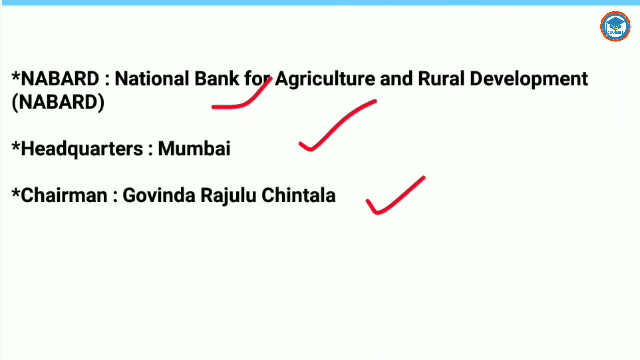 *NABARD : National Bank for Agriculture and Rural Development
(NABARD)
*Headquarters : Mumbai
*Chairman : Govinda Rajulu Chintala